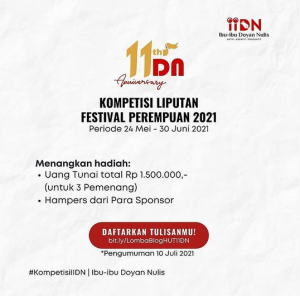 iiDN
Ibu-ibu Doyan Nulis
11th
IDN
Anniversary
KOMPETISI LIPUTAN
FESTIVAL PEREMPUAN 2021
Periode 24 Mei - 30 Juni 2021
Menangkan hadiah:
• Uang Tunai total Rp 1.500.000,-
(untuk 3 Pemenang)
• Hampers dari Para Sponsor
DAFTARKAN TULISANMU!
bit.ly/LombaBlogHUT11IDN
*Pengumuman 10 Juli 2021
#KompetisiIIDN | Ibu-ibu Doyan Nulis